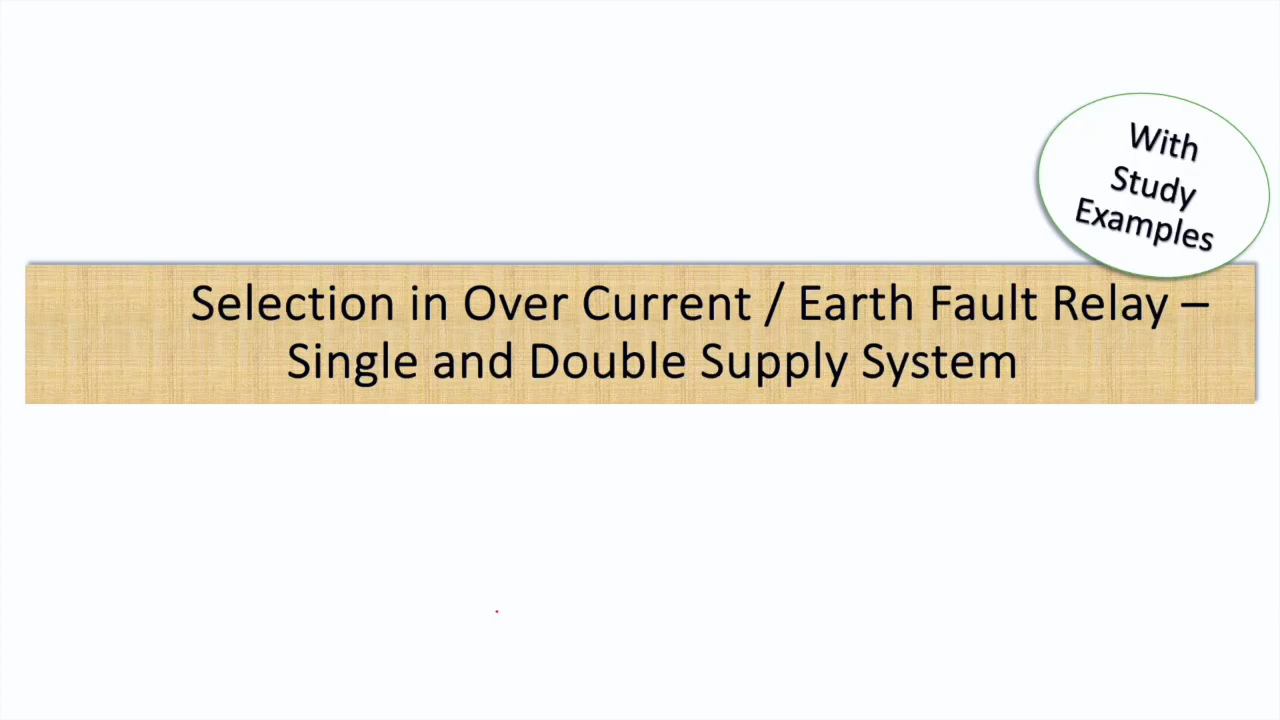 With
Study
Examples
Selection in Over Current / Earth Fault Relay –
Single and Double Supply System